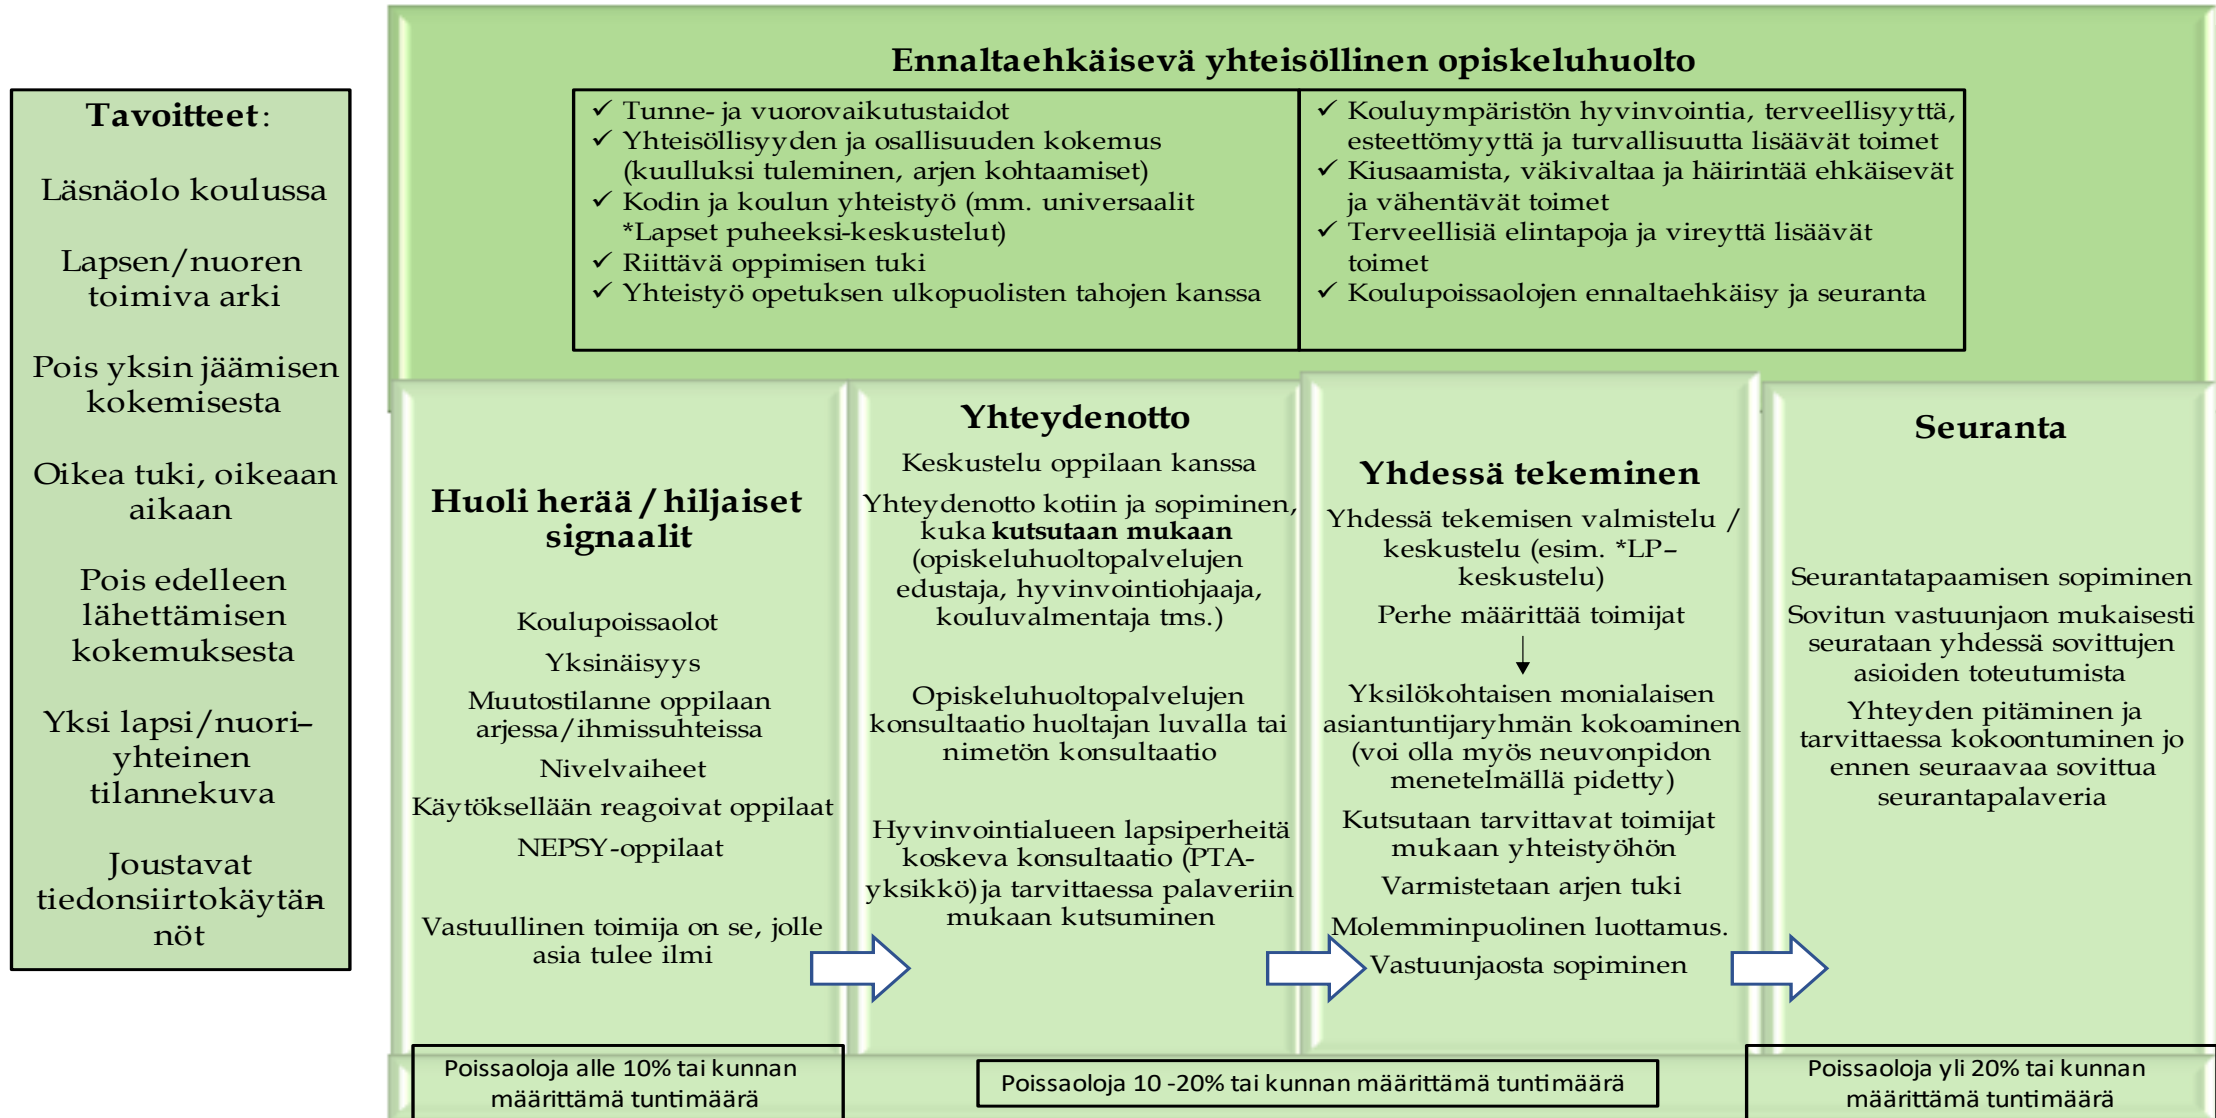 Tavoitteet:
Läsnäolo koulussa
Lapsen/nuoren
toimiva arki
Pois yksin jäämisen
kokemisesta
Oikea tuki, oikeaan
aikaan
Pois edelleen
lähettämisen
kokemuksesta
Yksi lapsi/nuori–
yhteinen
tilannekuva
Joustavat
tiedonsiirtokäytän-
nöt
Ennaltaehkäisevä yhteisöllinen opiskeluhuolto
✓ Tunne- ja vuorovaikutustaidot
✓ Yhteisöllisyyden ja osallisuuden kokemus
(kuulluksi tuleminen, arjen kohtaamiset)
✓ Kodin ja koulun yhteistyö (mm. universaalit
*Lapset puheeksi-keskustelut)
✓ Riittävä oppimisen tuki
✓ Yhteistyö opetuksen ulkopuolisten tahojen kanssa
✓ Kouluympäristön hyvinvointia, terveellisyyttä,
esteettömyyttä ja turvallisuutta lisäävät toimet
✓ Kiusaamista, väkivaltaa ja häirintää ehkäisevät
ja vähentävät toimet
✓ Terveellisiä elintapoja ja vireyttä lisäävät
toimet
✓ Koulupoissaolojen ennaltaehkäisy ja seuranta
Huoli herää / hiljaiset
signaalit
Koulupoissaolot
Yksinäisyys
Muutostilanne oppilaan
arjessa/ihmissuhteissa
Nivelvaiheet
Käytöksellään reagoivat oppilaat
NEPSY-oppilaat
Vastuullinen toimija on se, jolle
asia tulee ilmi
Yhteydenotto
Keskustelu oppilaan kanssa
Yhteydenotto kotiin ja sopiminen,
kuka kutsutaan mukaan
(opiskeluhuoltopalvelujen
edustaja, hyvinvointiohjaaja,
kouluvalmentaja tms.)
Opiskeluhuoltopalvelujen
konsultaatio huoltajan luvalla tai
nimetön konsultaatio
Hyvinvointialueen lapsiperheitä
koskeva konsultaatio (PTA-
yksikkö) ja tarvittaessa palaveriin
mukaan kutsuminen
Yhdessä tekeminen
Yhdessä tekemisen valmistelu /
keskustelu (esim. *LP–
keskustelu)
Perhe määrittää toimijat
Yksilökohtaisen monialaisen
asiantuntijaryhmän kokoaminen
(voi olla myös neuvonpidon
menetelmällä pidetty)
Kutsutaan tarvittavat toimijat
mukaan yhteistyöhön
Varmistetaan arjen tuki
Molemminpuolinen luottamus.
Vastuunjaosta sopiminen
Seuranta
Seurantatapaamisen sopiminen
Sovitun vastuunjaon mukaisesti
seurataan yhdessä sovittujen
asioiden toteutumista
Yhteyden pitäminen ja
tarvittaessa kokoontuminen jo
ennen seuraavaa sovittua
seurantapalaveria
Poissaoloja alle 10% tai kunnan
määrittämä tuntimäärä
Poissaoloja 10 -20% tai kunnan määrittämä tuntimäärä
Poissaoloja yli 20% tai kunnan
määrittämä tuntimäärä